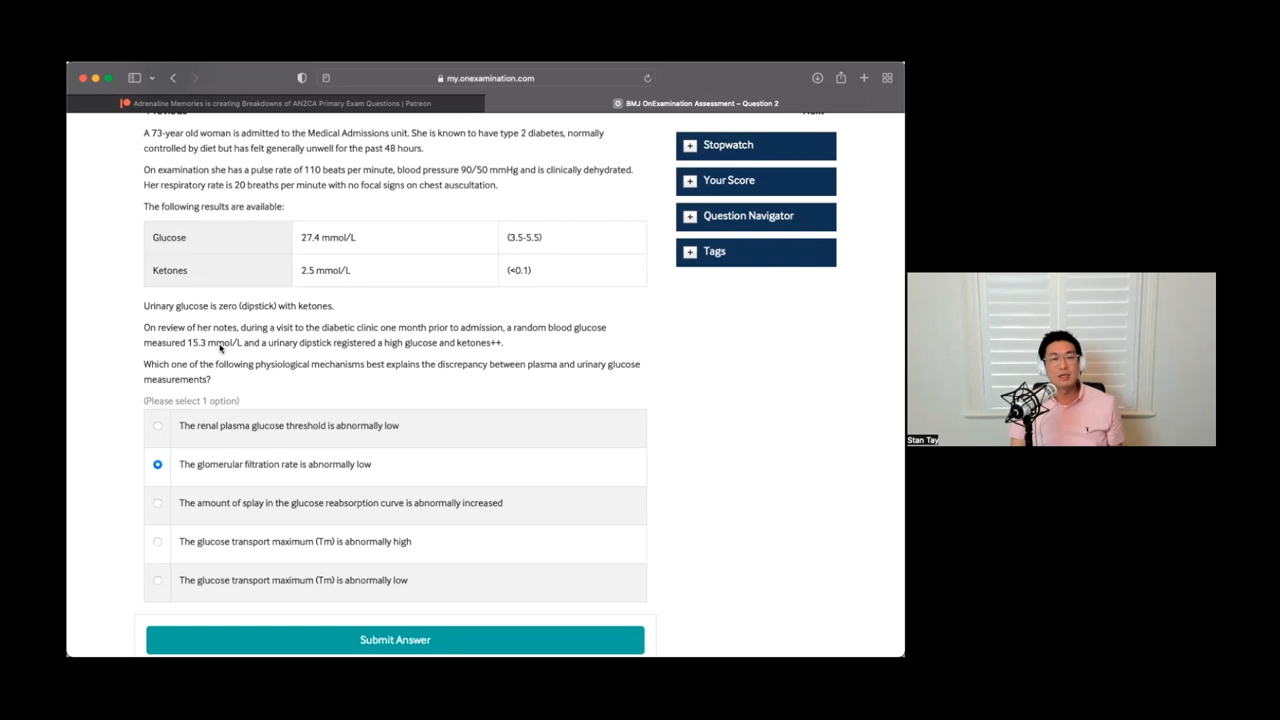 my.onexamination.com
Adrenaline Memories is creating Breakdowns of ANZCA Primary Exam Questions | Patreon
BMJ OnExamination Assessment – Question 2
A 73-year old woman is admitted to the Medical Admissions unit. She is known to have type 2 diabetes, normally
controlled by diet but has felt generally unwell for the past 48 hours.
On examination she has a pulse rate of 110 beats per minute, blood pressure 90/50 mmHg and is clinically dehydrated.
Her respiratory rate is 20 breaths per minute with no focal signs on chest auscultation.
The following results are available:
Glucose 27.4 mmol/L (3.5-5.5)
Ketones 2.5 mmol/L (<0.1)
Urinary glucose is zero (dipstick) with ketones.
On review of her notes, during a visit to the diabetic clinic one month prior to admission, a random blood glucose
measured 15.3 mmol/L and a urinary dipstick registered a high glucose and ketones++.
Which one of the following physiological mechanisms best explains the discrepancy between plasma and urinary glucose
measurements?
(Please select 1 option)
The renal plasma glucose threshold is abnormally low
The glomerular filtration rate is abnormally low
The amount of splay in the glucose reabsorption curve is abnormally increased
The glucose transport maximum (Tm) is abnormally high
The glucose transport maximum (Tm) is abnormally low
Submit Answer
Stopwatch
Your Score
Question Navigator
Tags
Stan Tay